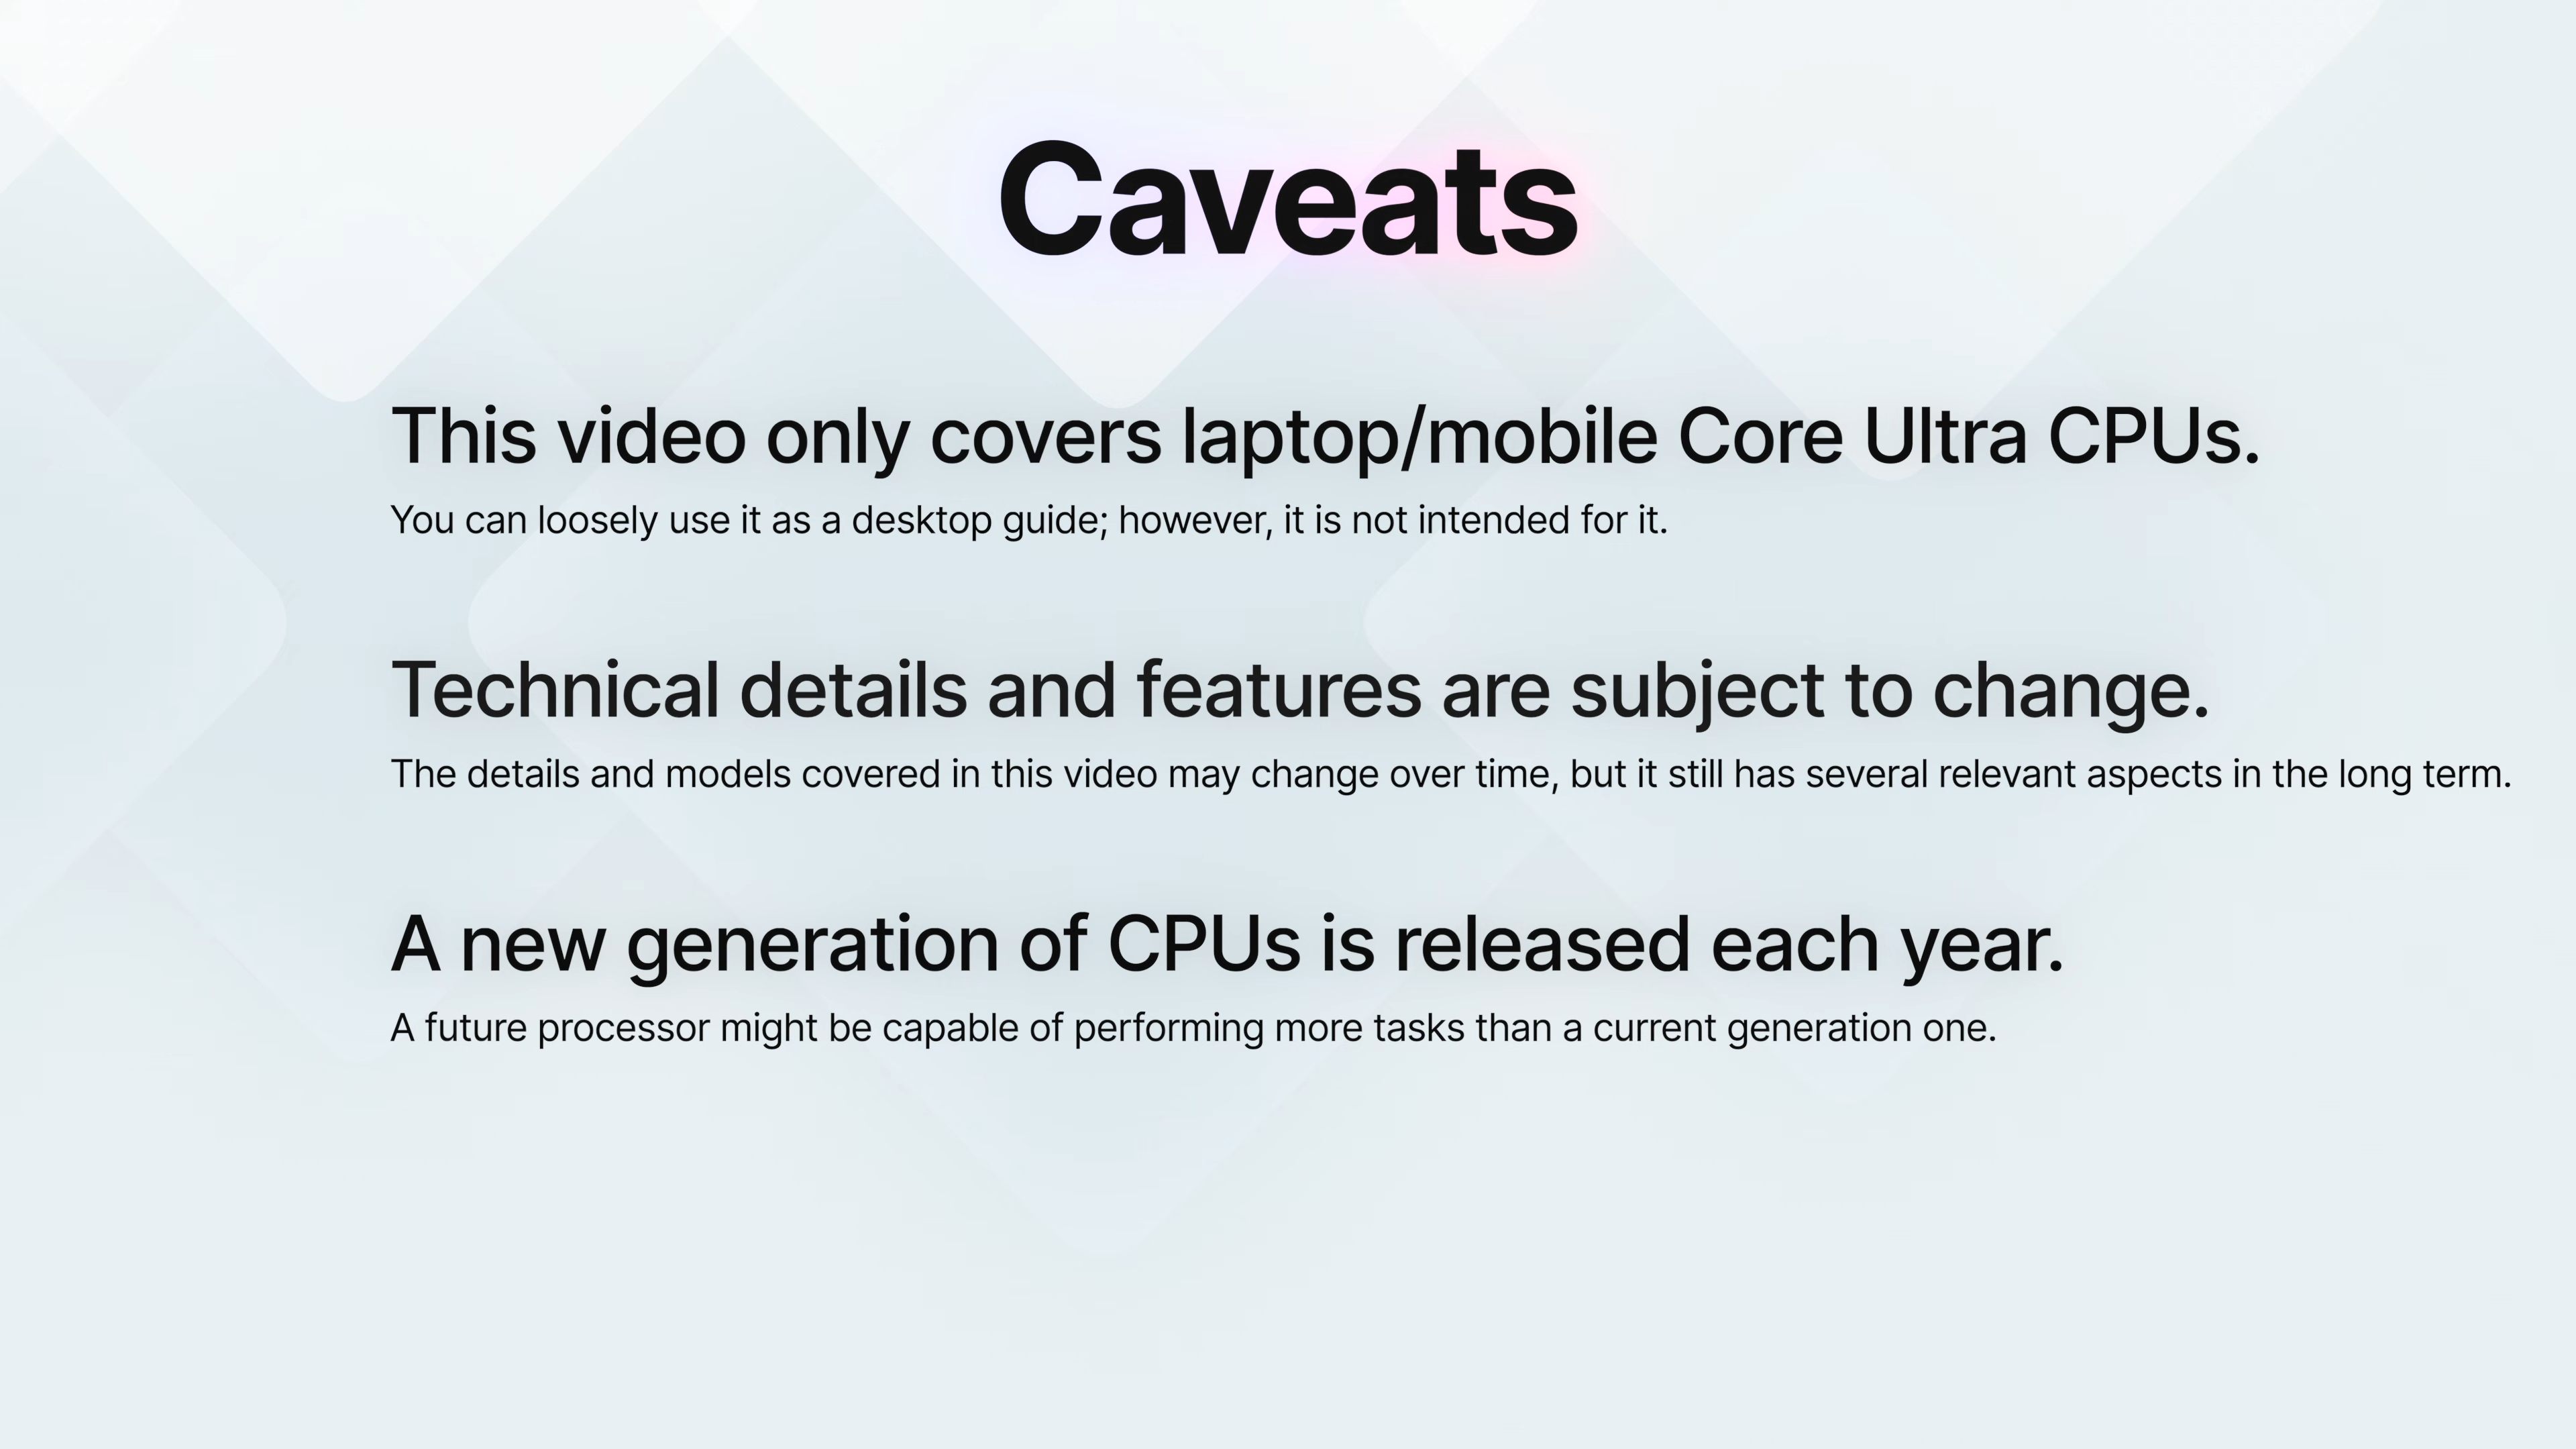 Caveats
This video only covers laptop/mobile Core Ultra CPUs.
You can loosely use it as a desktop guide; however, it is not intended for it.
Technical details and features are subject to change.
The details and models covered in this video may change over time, but it still has several relevant aspects in the long term.
A new generation of CPUs is released each year.
A future processor might be capable of performing more tasks than a current generation one.